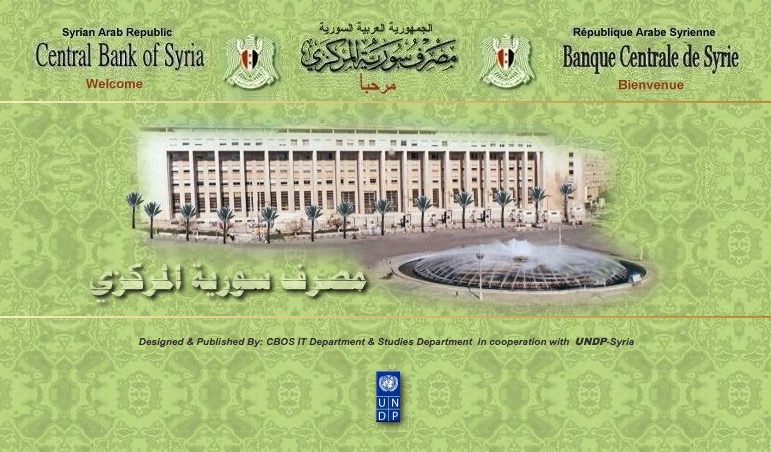 Syrian Arab Republic
Central Bank of Syria
Welcome
الجمهورية العربية السورية
مصرف سورية المركزي
مرحباً
République Arabe Syrienne
Banque Centrale de Syrie
Bienvenue
مصرف سورية المركزي
Designed & Published By: CBOS IT Department & Studies Department in cooperation with UNDP-Syria
U N
D P